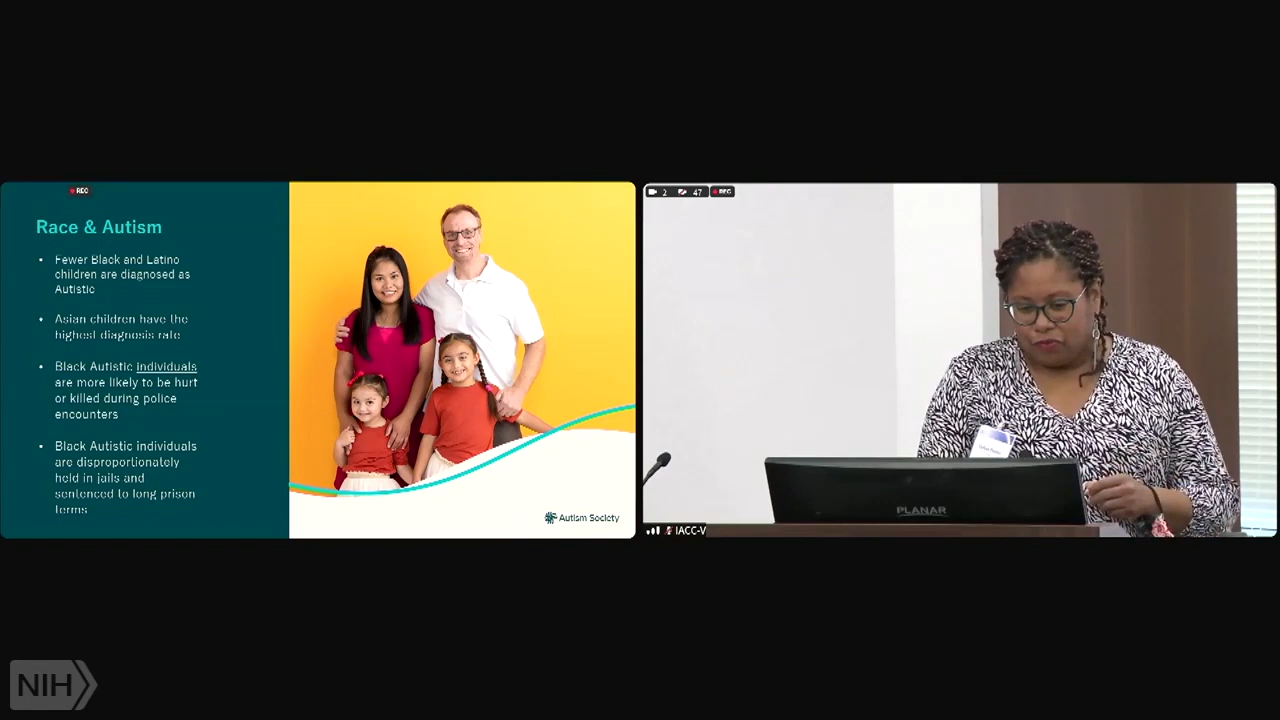 REC
Race & Autism
• Fewer Black and Latino
children are diagnosed as
Autistic
• Asian children have the
highest diagnosis rate
• Black Autistic individuals
are more likely to be hurt
or killed during police
encounters
• Black Autistic individuals
are disproportionately
held in jails and
sentenced to long prison
terms
Autism Society
2 47 REC
PLANAR
IACC-V
NIH